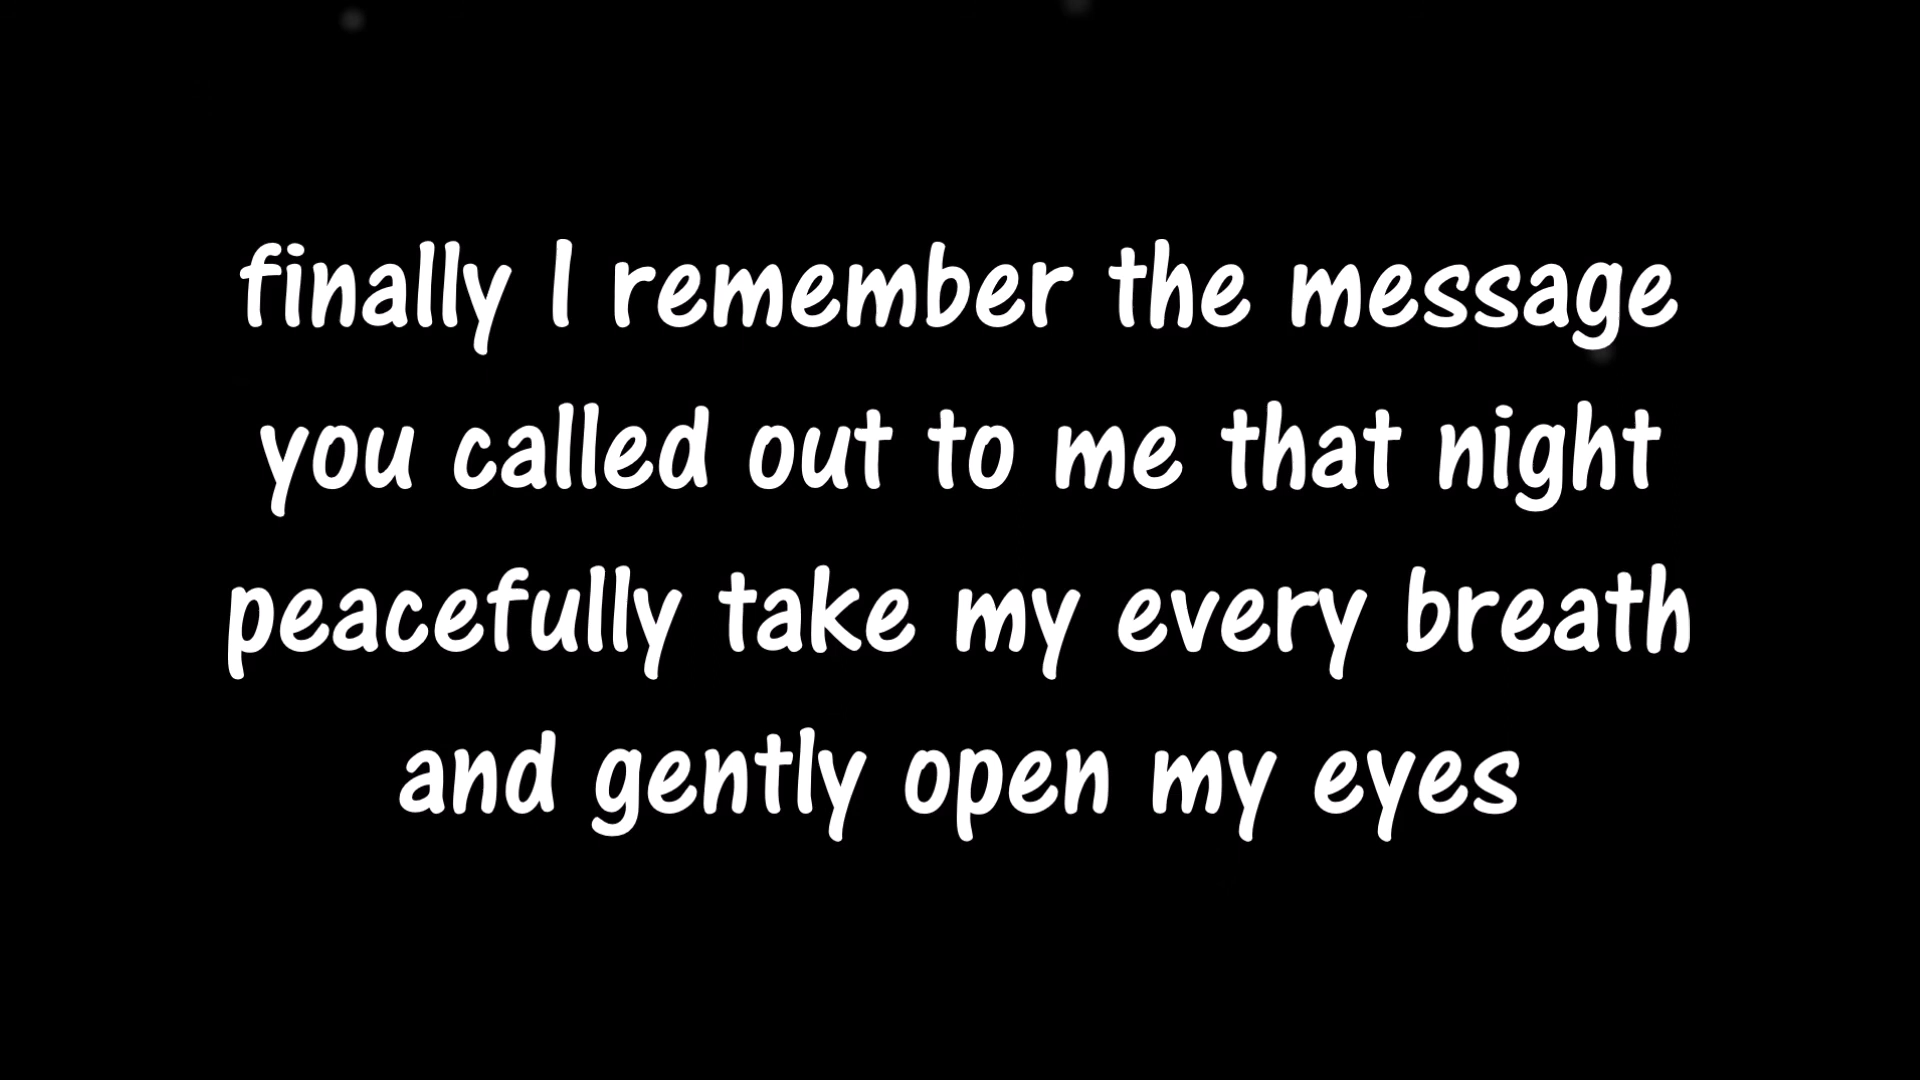 finally I remember the message
you called out to me that night
peacefully take my every breath
and gently open my eyes